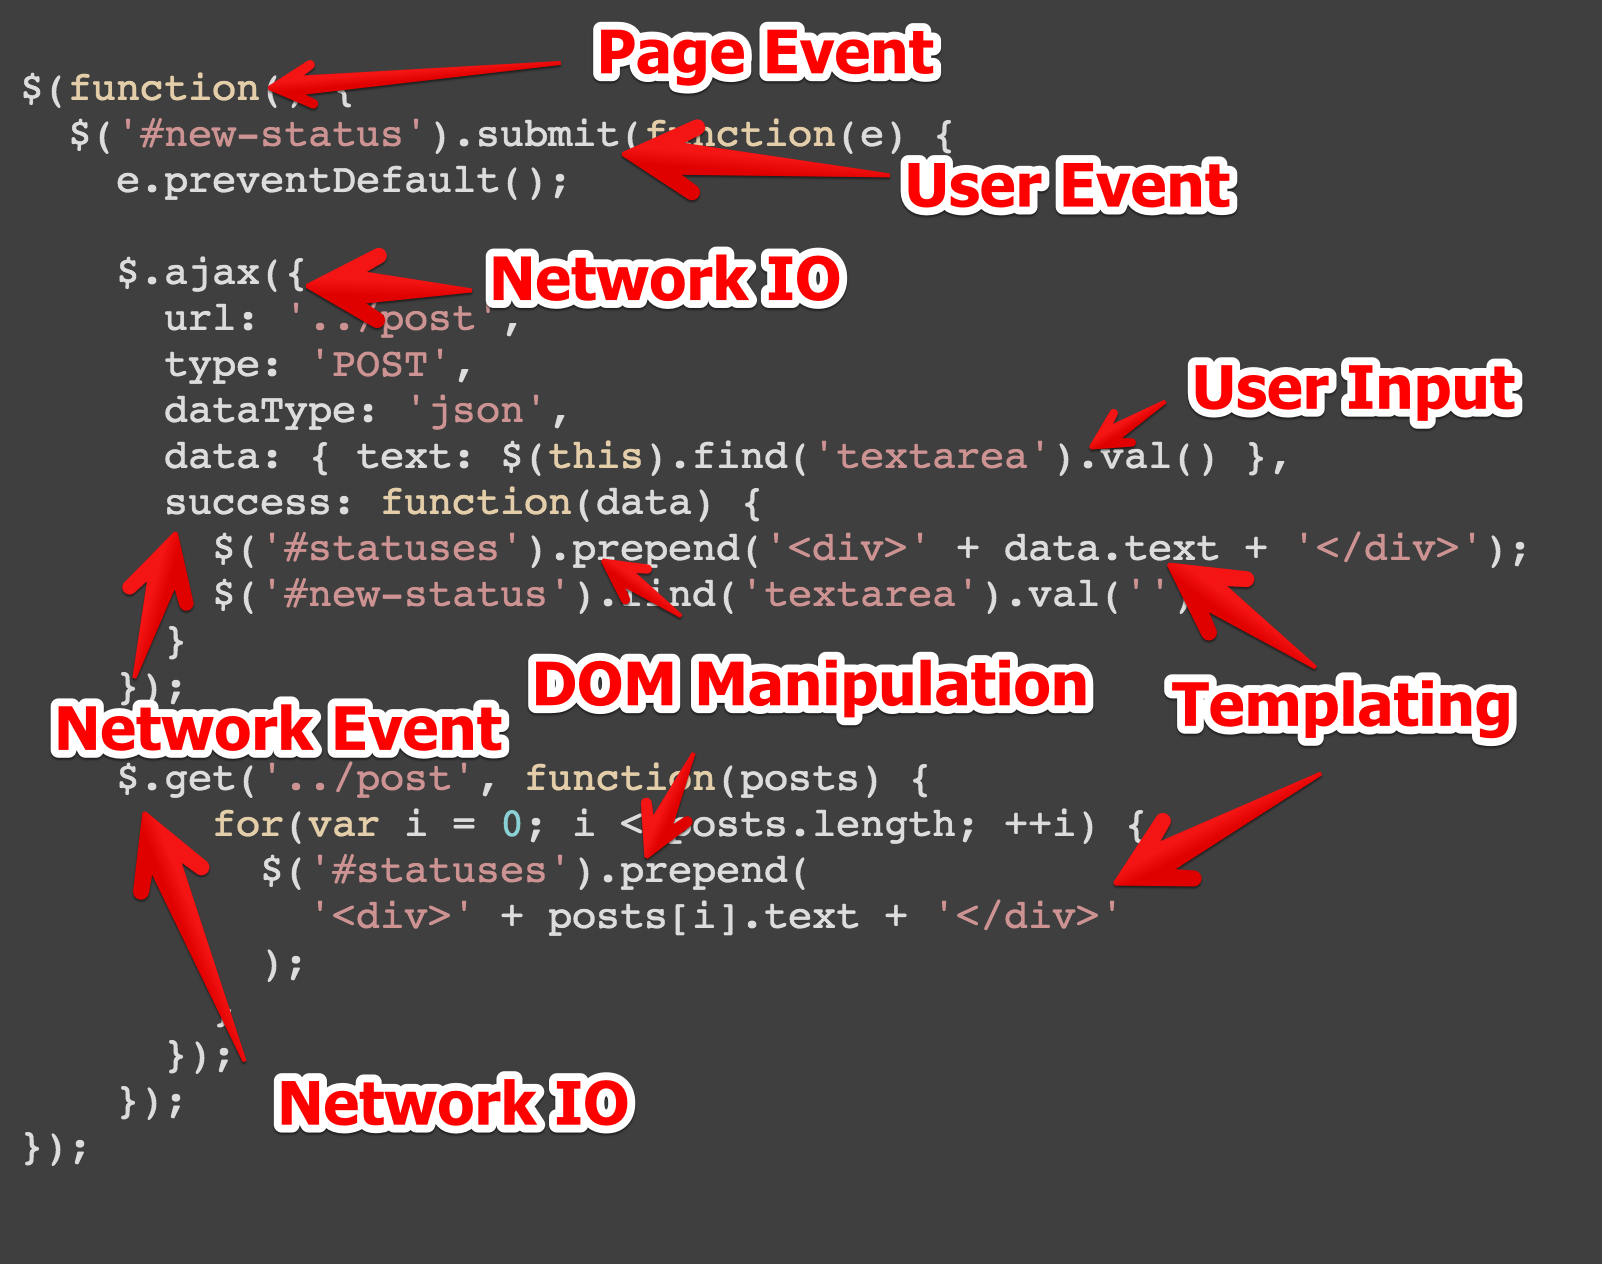 Page Event
$(function() {
$('#new-status').submit(function(e) {
User Event
e.preventDefault();
$.ajax({
Network IO
url: '../post',
type: 'POST',
User Input
dataType: 'json',
data: { text: $(this).find('textarea').val() },
success: function(data) {
$('#statuses').prepend('<div>' + data.text + '</div>');
$('#new-status').find('textarea').val('')
}
});
DOM Manipulation
Templating
Network Event
$.get('../post', function(posts) {
for(var i = 0; i < posts.length; ++i) {
$('#statuses').prepend(
'<div>' + posts[i].text + '</div>'
);
}
});
Network IO
});
});